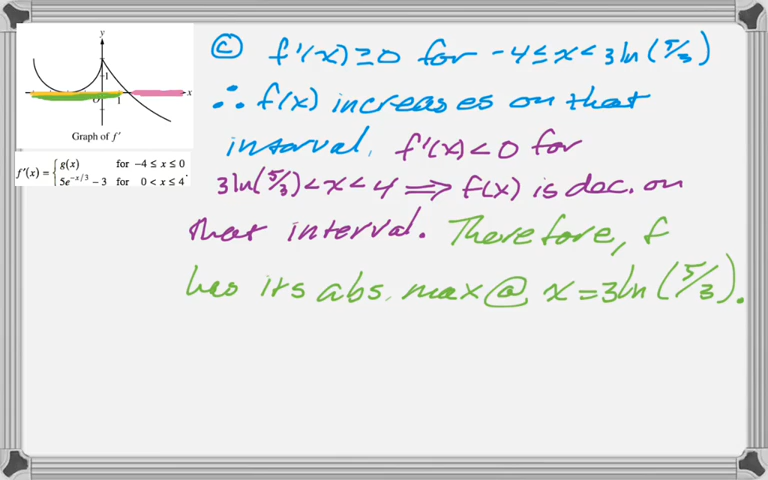 y
1
O
1
x
Graph of f'
f'(x) = { g(x) for −4 ≤ x ≤ 0
5e^(−x/3) − 3 for 0 < x ≤ 4 .
(c) f'(x) ≥ 0 for -4 ≤ x < 3 ln(5/3)
∴ f(x) increases on that
interval. f'(x) < 0 for
3 ln(5/3) < x < 4 ⟹ f(x) is dec. on
that interval. Therefore, f
has its abs. max @ x = 3 ln(5/3).